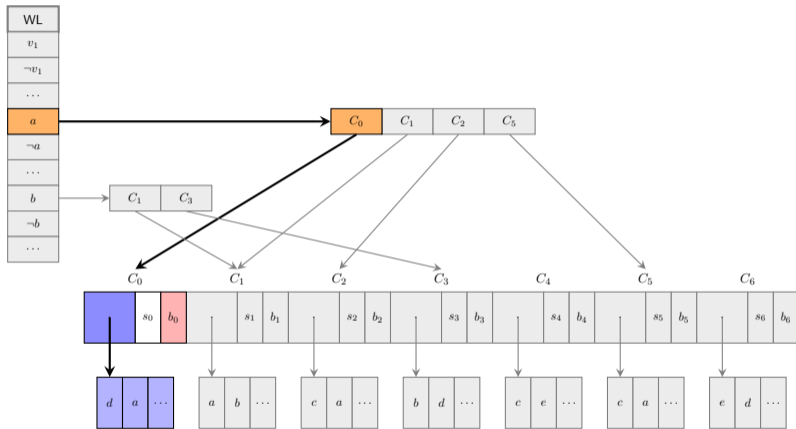 WL
v₁
¬v₁
...
a
C₀ C₁ C₂ C₅
¬a
...
b
C₁ C₃
¬b
...
C₀ C₁ C₂ C₃ C₄ C₅ C₆
s₀ b₀ s₁ b₁ s₂ b₂ s₃ b₃ s₄ b₄ s₅ b₅ s₆ b₆
d a ... a b ... c a ... b d ... c e ... c a ... e d ...